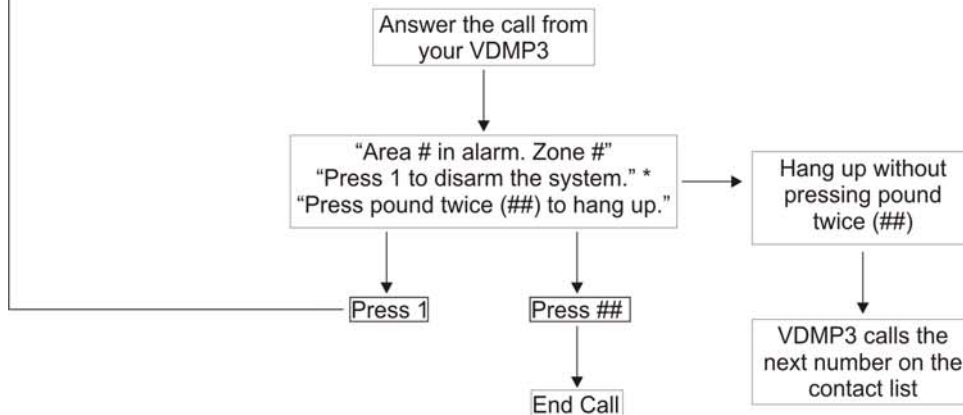 Answer the call from
your VDMP3
“Area # in alarm. Zone #”
“Press 1 to disarm the system.” *
“Press pound twice (##) to hang up.”
Hang up without
pressing pound
twice (##)
Press 1
Press ##
VDMP3 calls the
next number on the
contact list
End Call